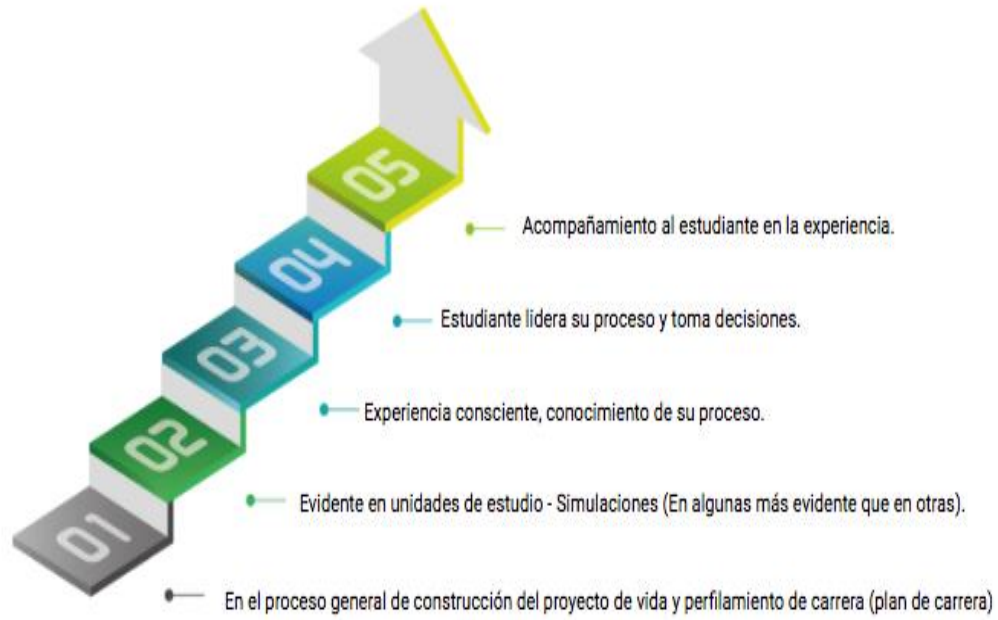 05
Acompañamiento al estudiante en la experiencia.
04
Estudiante lidera su proceso y toma decisiones.
03
Experiencia consciente, conocimiento de su proceso.
02
Evidente en unidades de estudio - Simulaciones (En algunas más evidente que en otras).
01
En el proceso general de construcción del proyecto de vida y perfilamiento de carrera (plan de carrera)